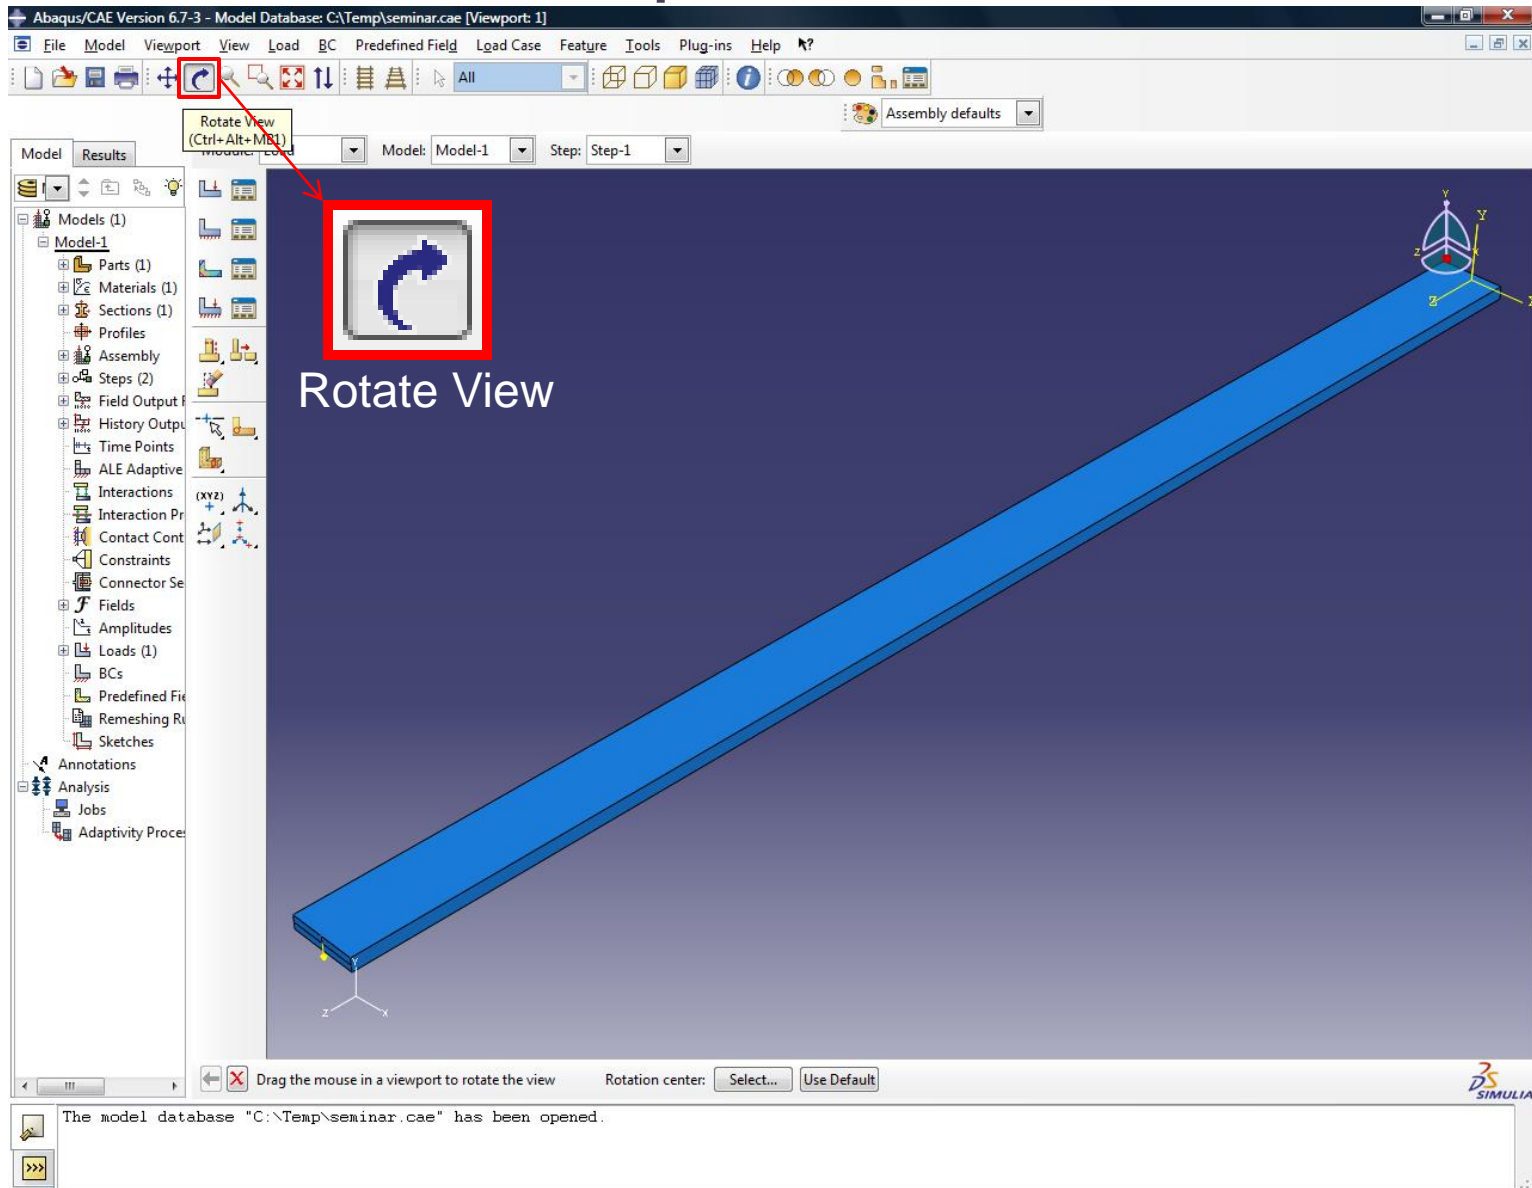 Abaqus/CAE Version 6.7-3 - Model Database: C:\Temp\seminar.cae [Viewport: 1]
File Model Viewport View Load BC Predefined Field Load Case Feature Tools Plug-ins Help ?
All
Assembly defaults
Rotate View
(Ctrl+Alt+MB1)
Model Results
Load Model: Model-1 Step: Step-1
Models (1)
Model-1
Parts (1)
Materials (1)
Sections (1)
Profiles
Assembly
Steps (2)
Field Output F
History Outpu
Time Points
ALE Adaptive
Interactions
Interaction Pr
Contact Cont
Constraints
Connector Se
Fields
Amplitudes
Loads (1)
BCs
Predefined Fie
Remeshing Ru
Sketches
Annotations
Analysis
Jobs
Adaptivity Proces
(XYZ)
Rotate View
Y
Y
Z
X
Z
X
Y
Z
X
Drag the mouse in a viewport to rotate the view Rotation center: Select... Use Default
SIMULIA
The model database "C:\Temp\seminar.cae" has been opened.
>>>